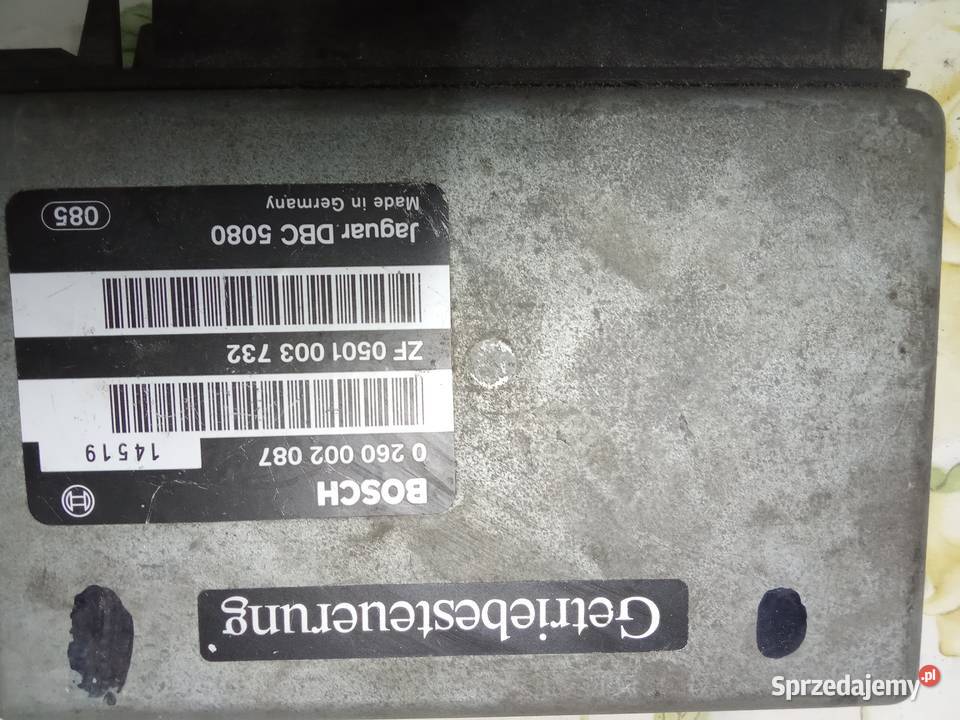 Getriebesteuerung
BOSCH
0 260 002 087
14519
ZF 0501 003 732
Jaguar DBC 5080
Made in Germany
085
Sprzedajemy.pl